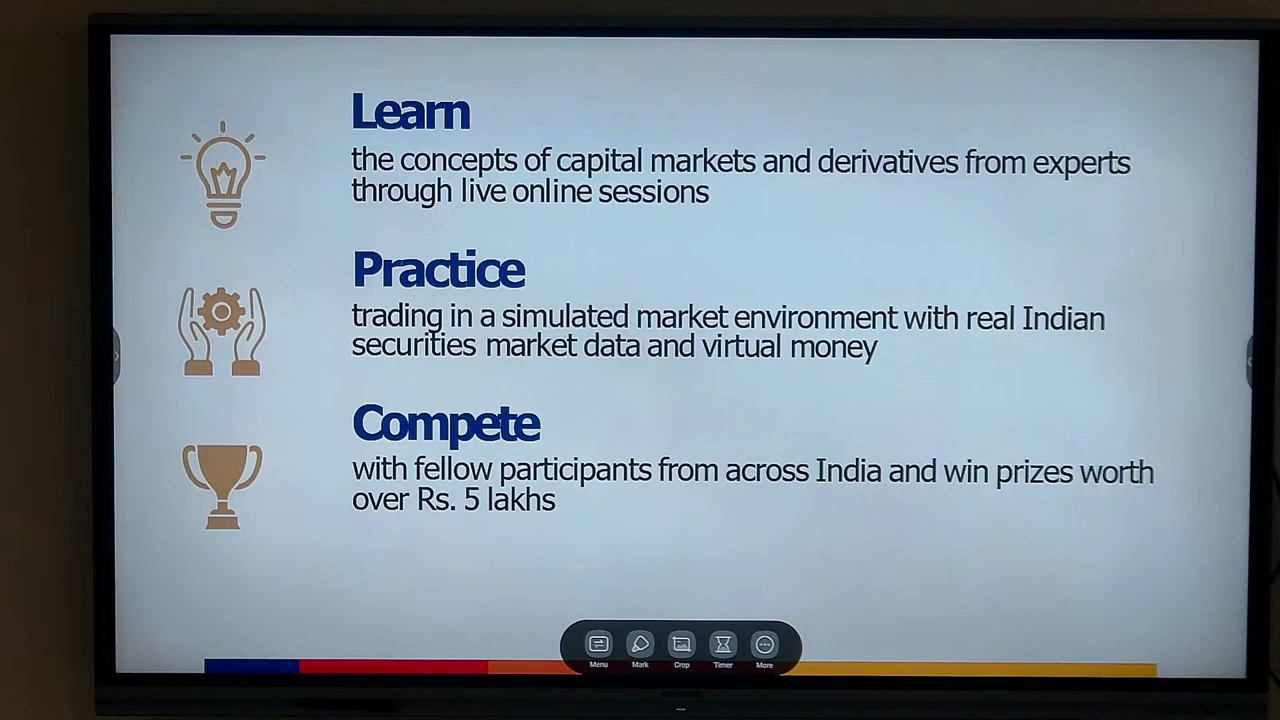 Learn
the concepts of capital markets and derivatives from experts
through live online sessions
Practice
trading in a simulated market environment with real Indian
securities market data and virtual money
Compete
with fellow participants from across India and win prizes worth
over Rs. 5 lakhs
Menu Mark Crop Timer More